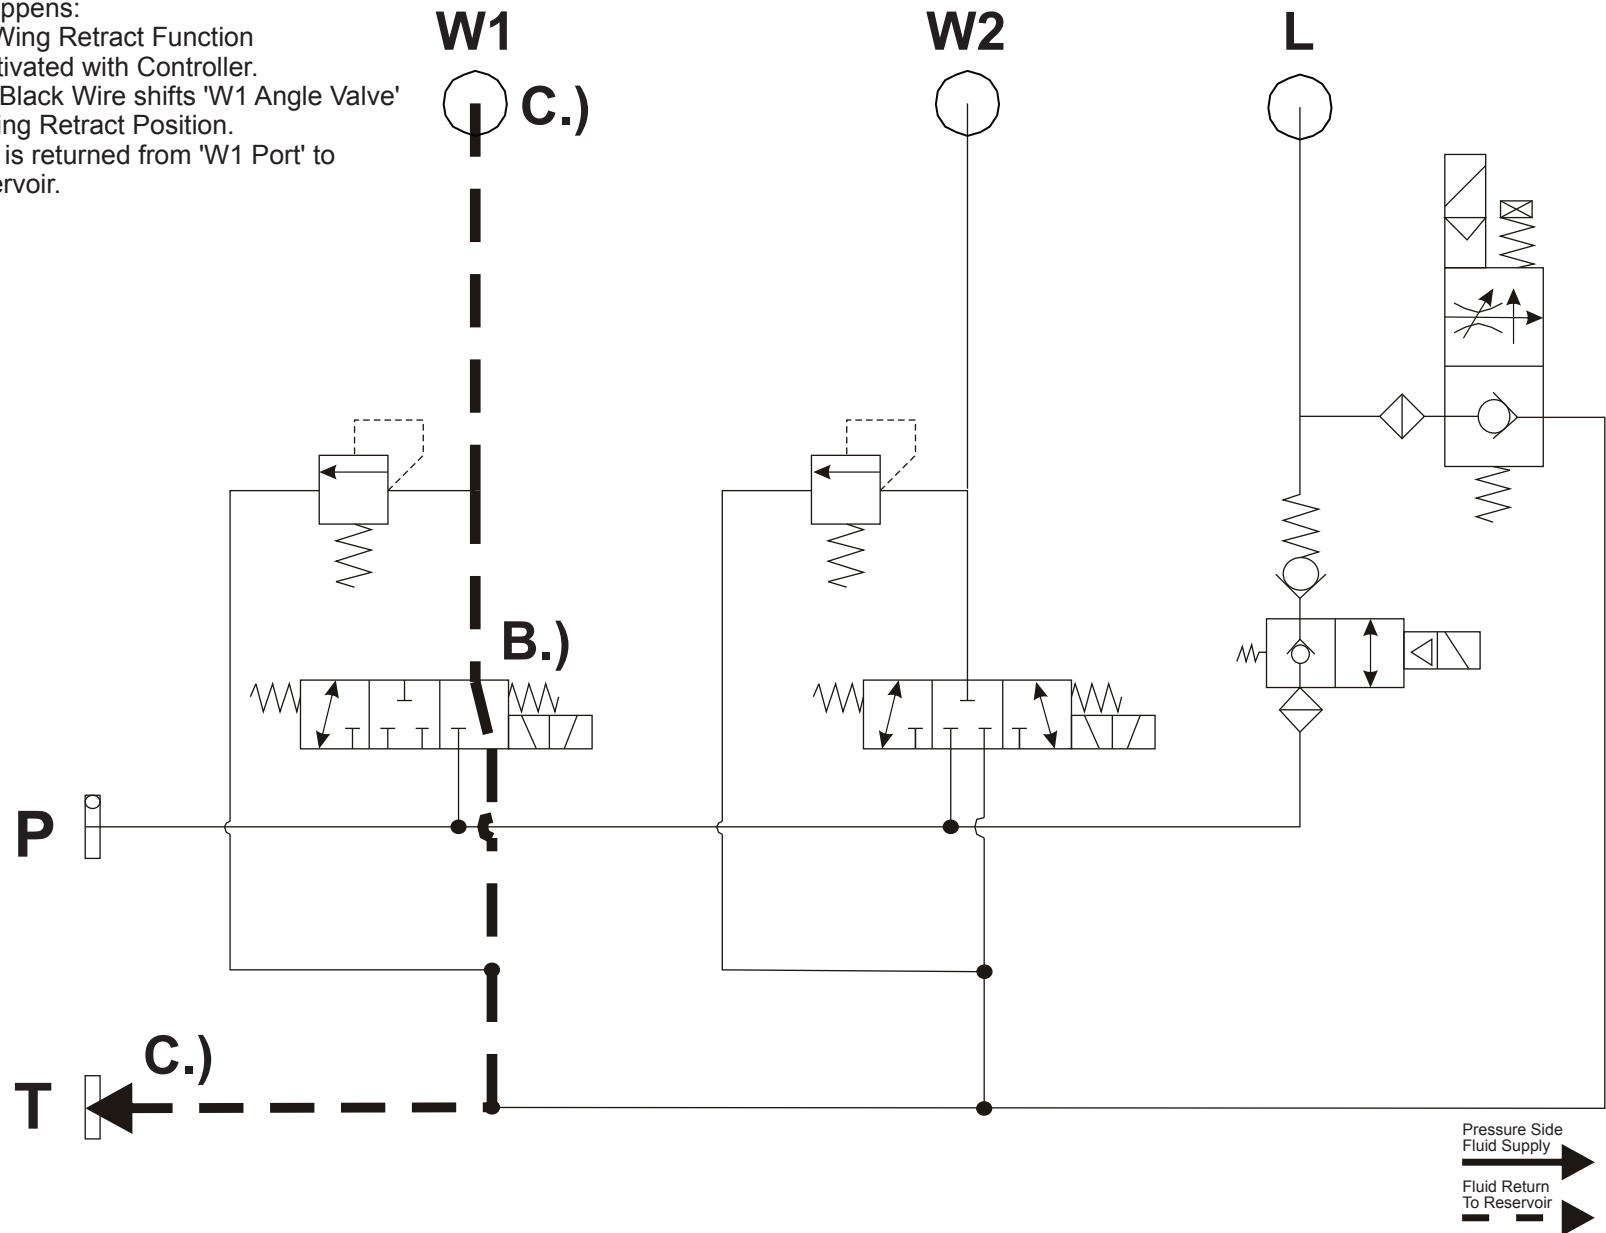 ppens:
Wing Retract Function
tivated with Controller.
Black Wire shifts 'W1 Angle Valve'
ing Retract Position.
is returned from 'W1 Port' to
ervoir.
W1
W2
L
C.)
B.)
P
C.)
T
Pressure Side
Fluid Supply
Fluid Return
To Reservoir